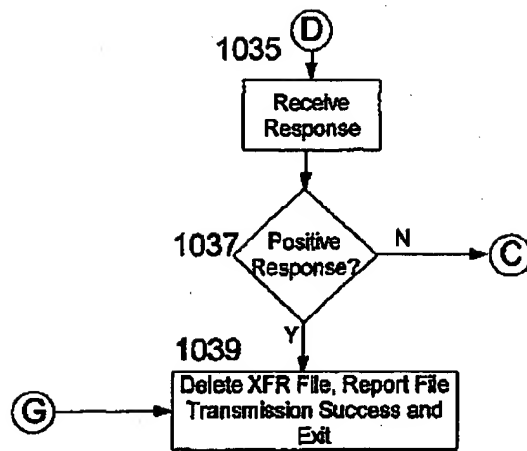 D
1035
Receive
Response
1037
Positive
Response?
N
C
Y
1039
Delete XFR File, Report File
Transmission Success and
Exit
G